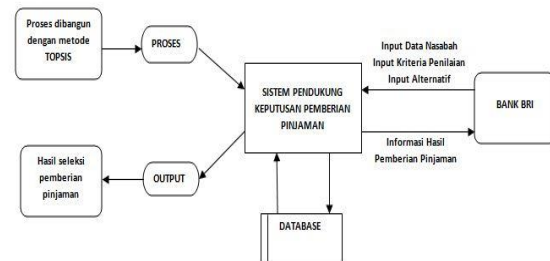 Proses dibangun
dengan metode
TOPSIS
PROSES
Input Data Nasabah
Input Kriteria Penilaian
Input Alternatif
SISTEM PENDUKUNG
KEPUTUSAN PEMBERIAN
PINJAMAN
BANK BRI
Informasi Hasil
Pemberian Pinjaman
Hasil seleksi
pemberian
pinjaman
OUTPUT
DATABASE